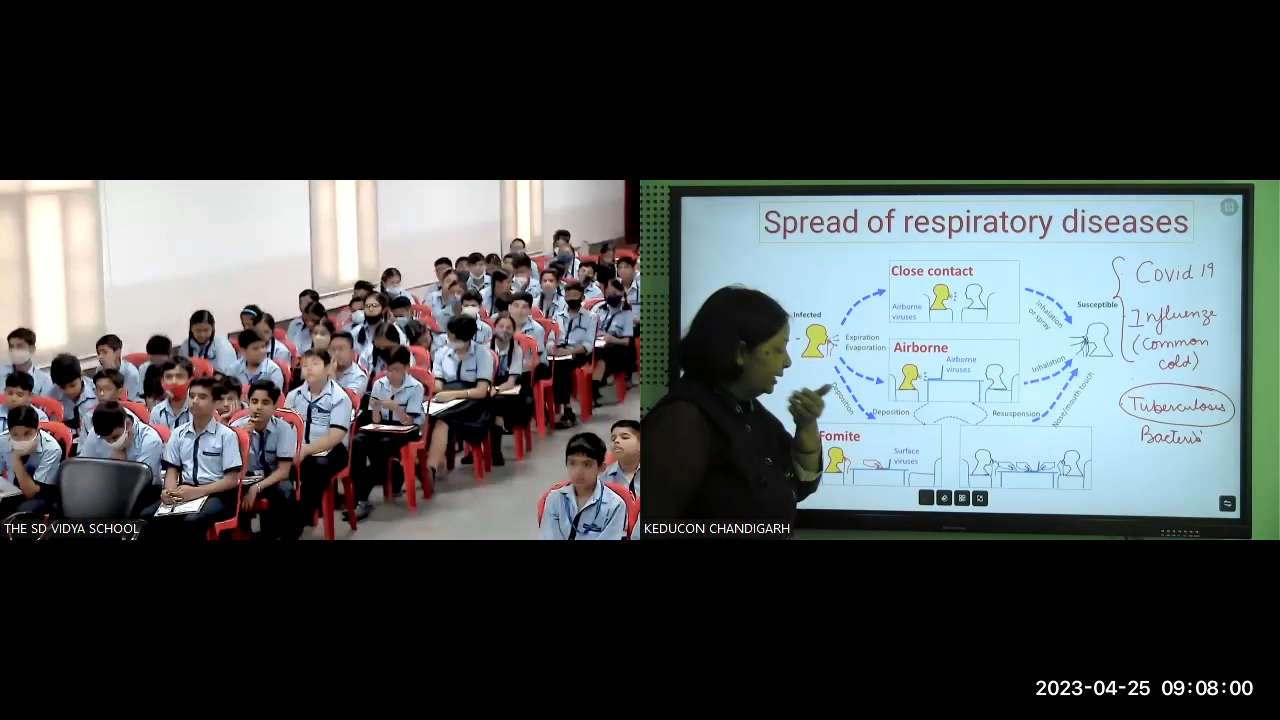 Spread of respiratory diseases
Close contact
Airborne
viruses
Infected
Expiration
Evaporation
Inhalation
or spray
Susceptible
Airborne
Airborne
viruses
Inhalation
Deposition
Deposition
Resuspension
Nose/mouth touch
Fomite
Surface
viruses
Covid 19
Influenze
(Common
cold)
Tuberculosis
Bacteria
THE SD VIDYA SCHOOL
KEDUCON CHANDIGARH
2023-04-25 09:08:00